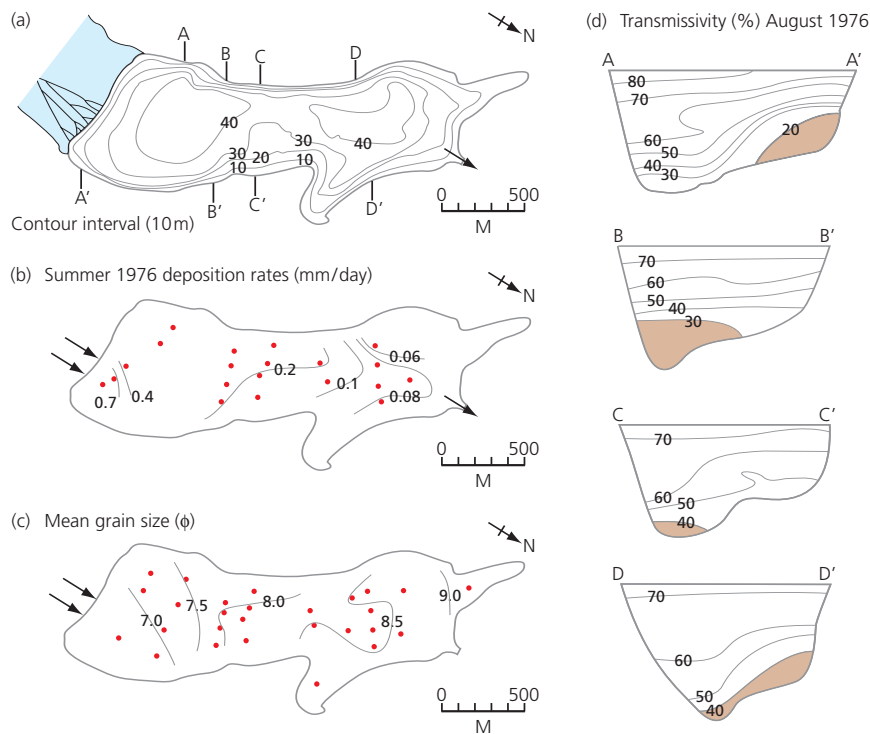 (a)
A
B
C
D
N
40
30
40
30
20
10
10
A’
B’
C’
D’
0 500
M
Contour interval (10 m)
(b) Summer 1976 deposition rates (mm/day)
N
0.06
0.2
0.1
0.4
0.7
0.08
0 500
M
(c) Mean grain size (ϕ)
N
9.0
7.5
8.0
7.0
8.5
0 500
M
(d) Transmissivity (%) August 1976
A A’
80
70
20
60
50
40
30
B B’
70
60
50
40
30
C C’
70
60
50
40
D D’
70
60
50
40